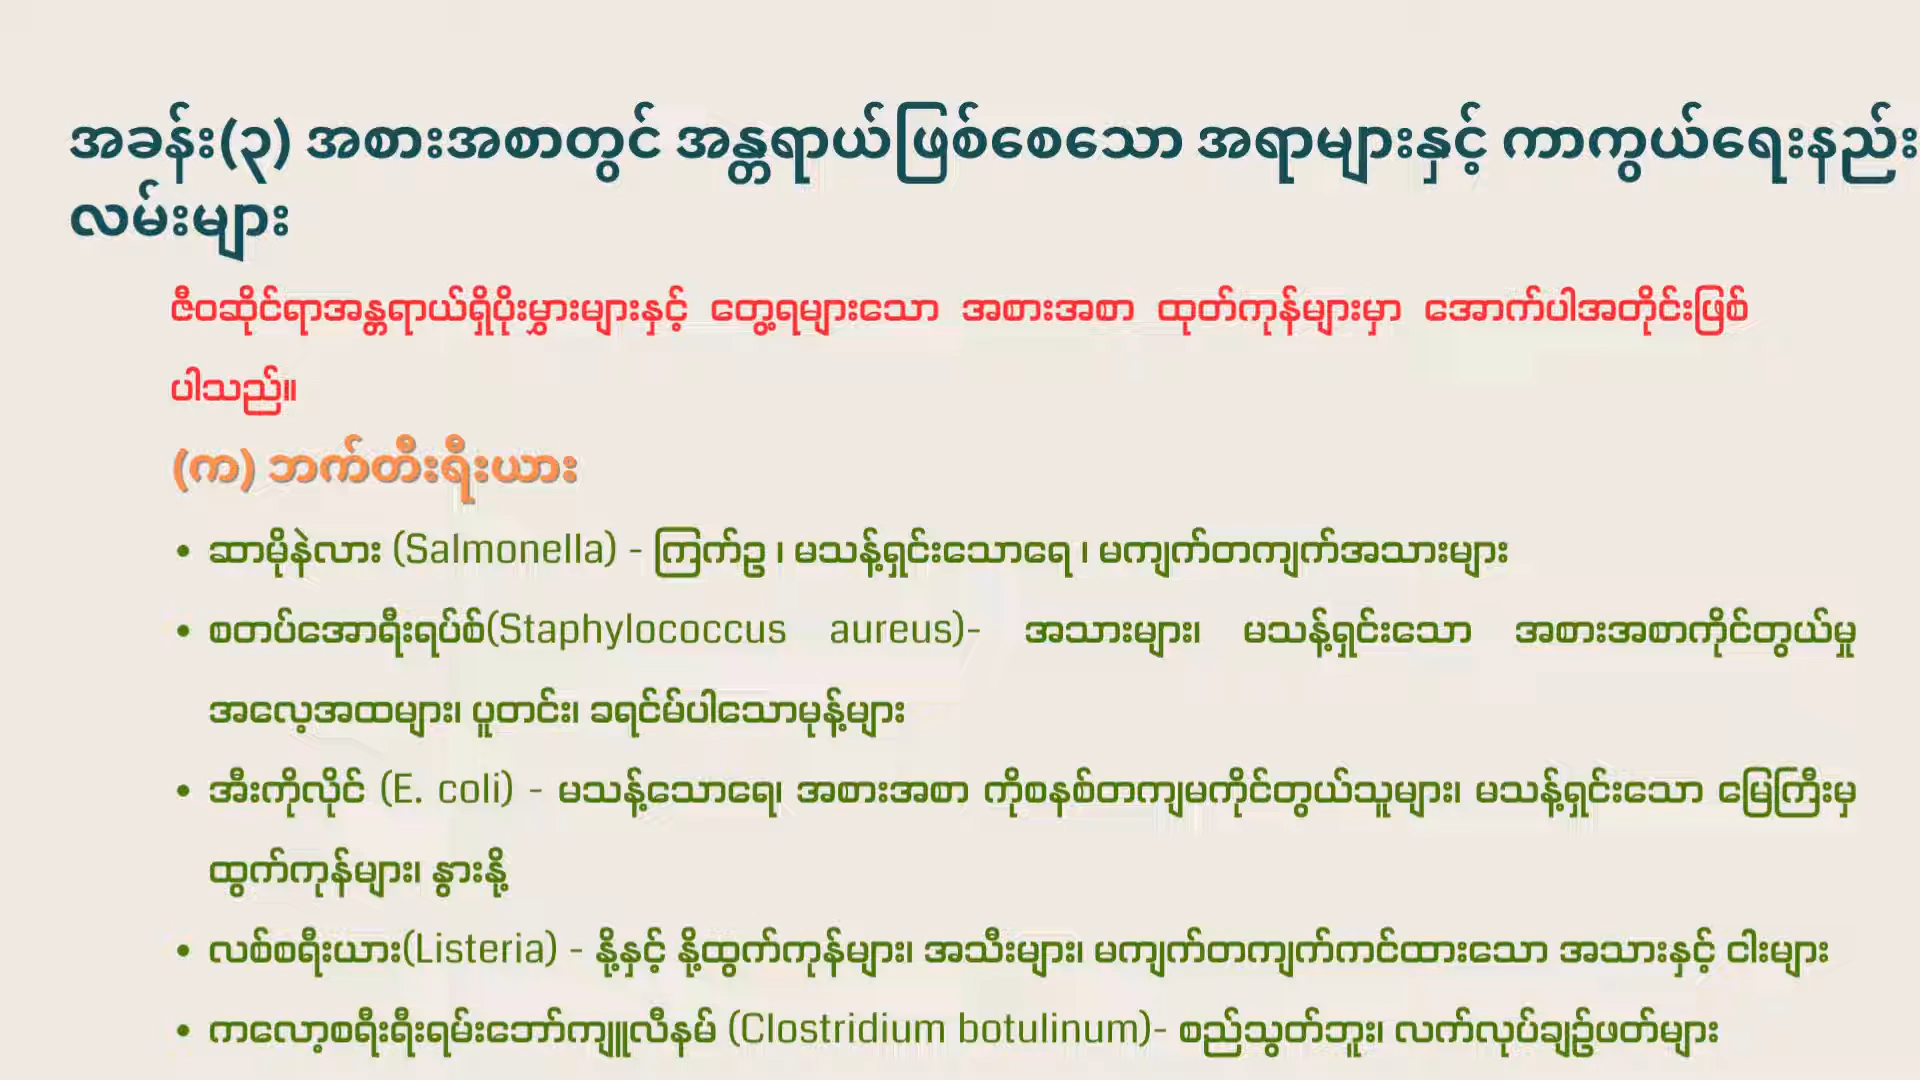 အခန်း(၃) အစားအစာတွင် အန္တရာယ်ဖြစ်စေသော အရာများနှင့် ကာကွယ်ရေးနည်း
လမ်းများ
ဇီဝဆိုင်ရာအန္တရာယ်ရှိပိုးမွှားများနှင့် တွေ့ရများသော အစားအစာ ထုတ်ကုန်များမှာ အောက်ပါအတိုင်းဖြစ်
ပါသည်။
(က) ဘက်တီးရီးယား
• ဆာမိုနဲလား (Salmonella) - ကြက်ဥ ၊ မသန့်ရှင်းသောရေ ၊ မကျက်တကျက်အသားများ
• စတပ်အောရီးရပ်စ်(Staphylococcus aureus)- အသားများ၊ မသန့်ရှင်းသော အစားအစာကိုင်တွယ်မှု
အလေ့အထများ၊ ပူတင်း၊ ခရင်မ်ပါသောမုန့်များ
• အီးကိုလိုင် (E. coli) - မသန့်သောရေ၊ အစားအစာ ကိုစနစ်တကျမကိုင်တွယ်သူများ၊ မသန့်ရှင်းသော မြေကြီးမှ
ထွက်ကုန်များ၊ နွားနို့
• လစ်စရီးယား(Listeria) - နို့နှင့် နို့ထွက်ကုန်များ၊ အသီးများ၊ မကျက်တကျက်ကင်ထားသော အသားနှင့် ငါးများ
• ကလော့စရီးရီးရမ်းဘော်ကျူလီနမ် (Clostridium botulinum)- စည်သွတ်ဘူး၊ လက်လုပ်ချဉ်ဖတ်များ